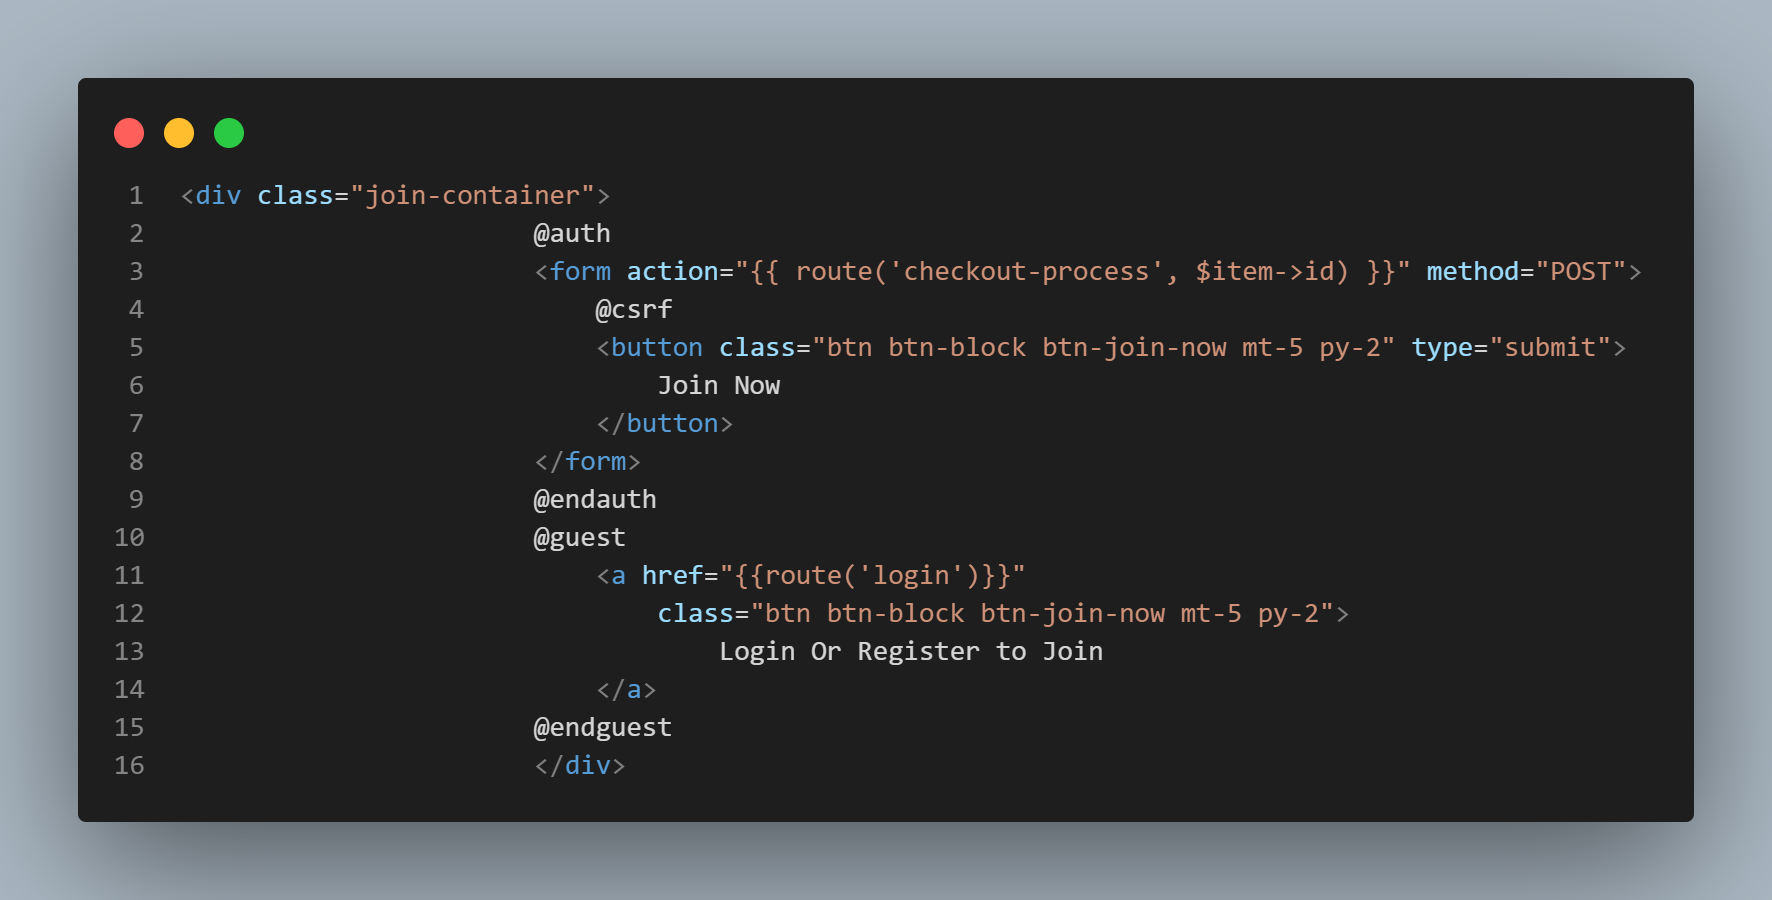 1 <div class="join-container">
2 @auth
3 <form action="{{ route('checkout-process', $item->id) }}" method="POST">
4 @csrf
5 <button class="btn btn-block btn-join-now mt-5 py-2" type="submit">
6 Join Now
7 </button>
8 </form>
9 @endauth
10 @guest
11 <a href="{{route('login')}}"
12 class="btn btn-block btn-join-now mt-5 py-2">
13 Login Or Register to Join
14 </a>
15 @endguest
16 </div>